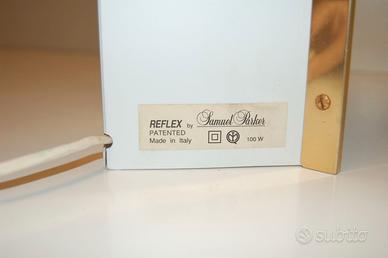 REFLEX by Samuel Parker
PATENTED
Made in Italy 100 W
subito